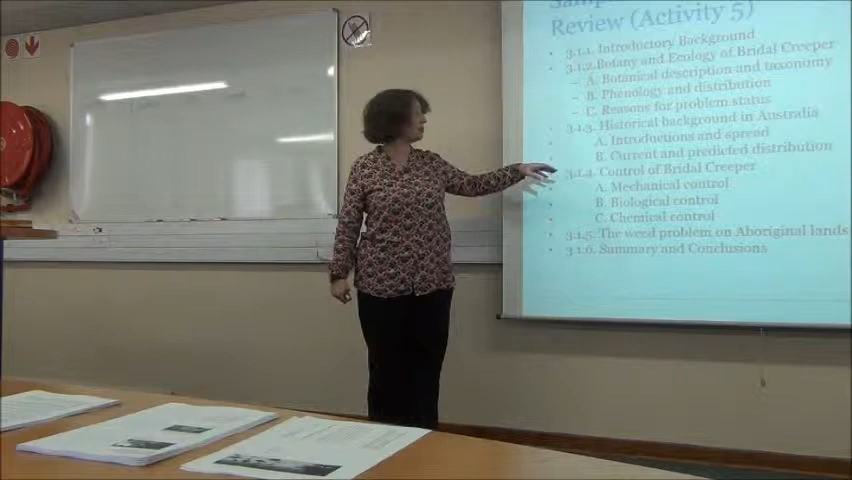 Review (Activity 5)
3.1.1. Introductory Background
3.1.2.Botany and Ecology of Bridal Creeper
A. Botanical description and taxonomy
B. Phenology and distribution
C. Reasons for problem status
3.1.3. Historical background in Australia
A. Introductions and spread
B. Current and predicted distribution
3.1.4. Control of Bridal Creeper
A. Mechanical control
B. Biological control
C. Chemical control
3.1.5. The weed problem on Aboriginal lands
3.1.6. Summary and Conclusions